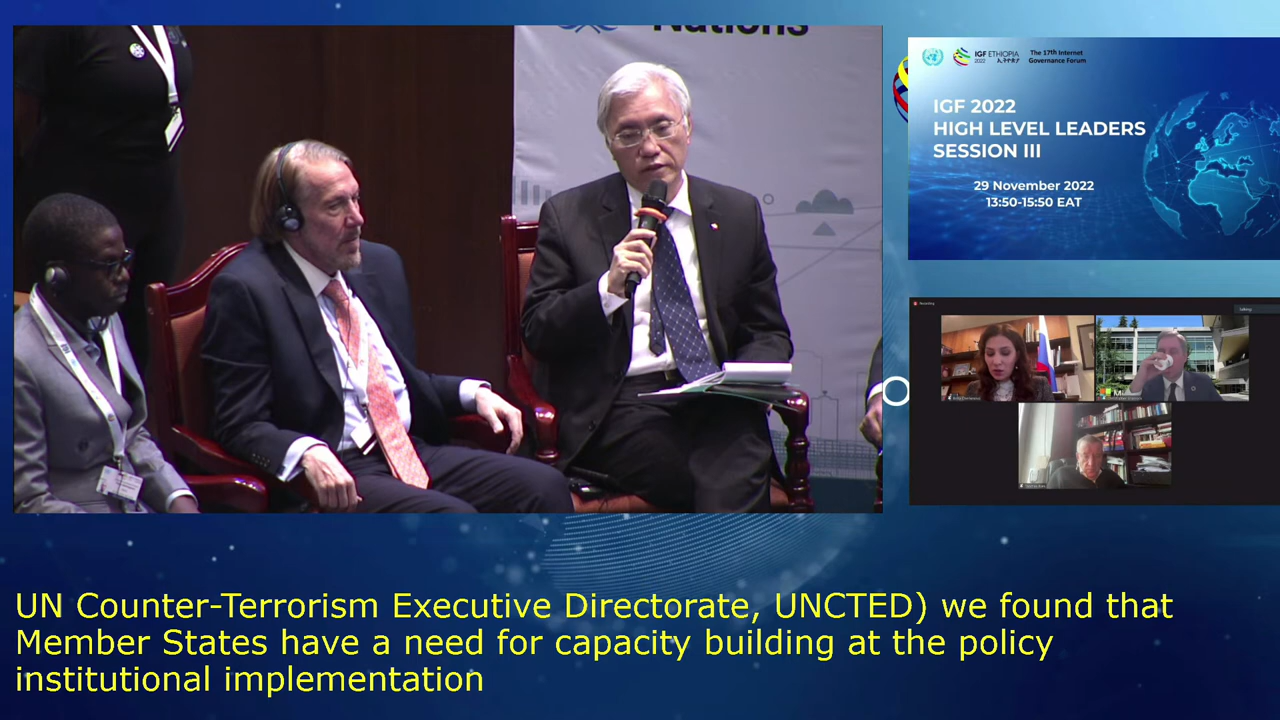 Nations
IGF ETHIOPIA
2022 ኢትዮጵያ
The 17th Internet
Governance Forum
IGF 2022
HIGH LEVEL LEADERS
SESSION III
29 November 2022
13:50-15:50 EAT
Recording
UN Counter-Terrorism Executive Directorate, UNCTED) we found that
Member States have a need for capacity building at the policy
institutional implementation